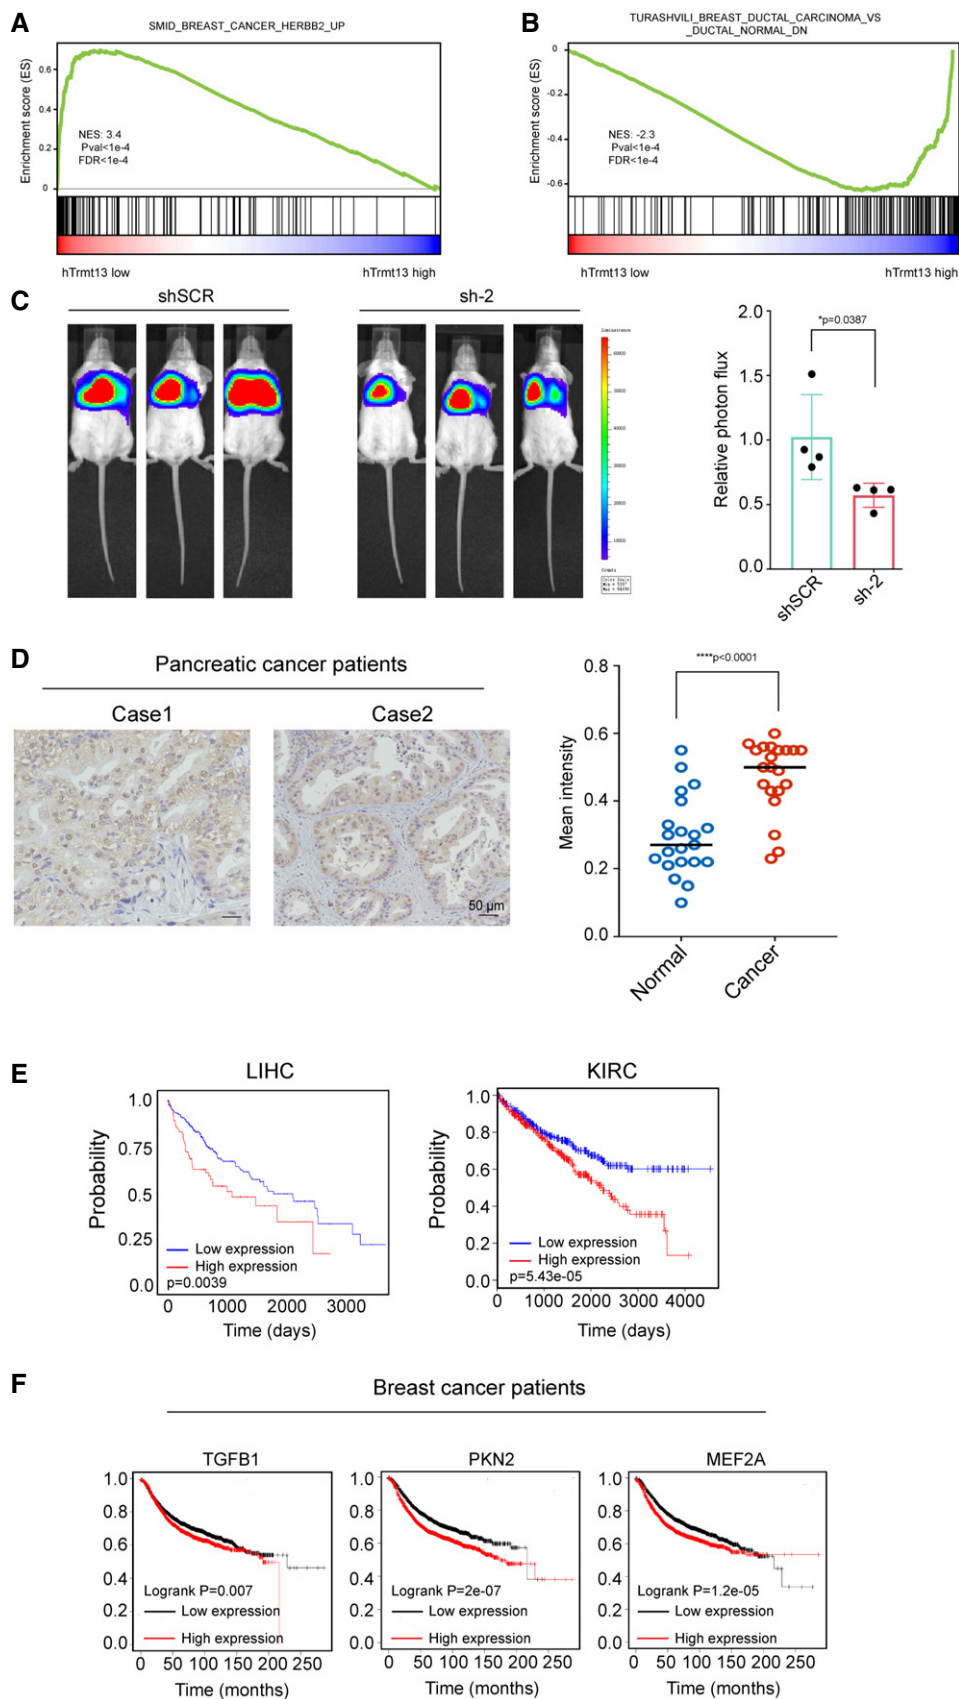 A
SMID_BREAST_CANCER_HERBB2_UP
Enrichment score (ES)
0.6
0.4
0.2
0
NES: 3.4
Pval<1e-4
FDR<1e-4
hTrmt13 low
hTrmt13 high
B
TURASHVILI_BREAST_DUCTAL_CARCINOMA_VS
_DUCTAL_NORMAL_DN
Enrichment score (ES)
0
-0.2
-0.4
-0.6
NES: -2.3
Pval<1e-4
FDR<1e-4
hTrmt13 low
hTrmt13 high
C
shSCR
sh-2
Luminescence
Counts
Color Scale
Relative photon flux
2.0
1.5
1.0
0.5
0.0
*p=0.0387
shSCR
sh-2
D
Pancreatic cancer patients
Case1
Case2
50 µm
Mean intensity
0.8
0.6
0.4
0.2
0.0
****p<0.0001
Normal
Cancer
E
LIHC
Probability
1.0
0.75
0.5
0.25
0.0
Low expression
High expression
p=0.0039
0 1000 2000 3000
Time (days)
KIRC
Probability
1.0
0.8
0.6
0.4
0.2
0.0
Low expression
High expression
p=5.43e-05
0 1000 2000 3000 4000
Time (days)
F
Breast cancer patients
TGFB1
1.0
0.8
0.6
0.4
0.2
0.0
Logrank P=0.007
Low expression
High expression
0 50 100 150 200 250
Time (months)
PKN2
1.0
0.8
0.6
0.4
0.2
0.0
Logrank P=2e-07
Low expression
High expression
0 50 100 150 200 250
Time (months)
MEF2A
1.0
0.8
0.6
0.4
0.2
0.0
Logrank P=1.2e-05
Low expression
High expression
0 50 100 150 200 250
Time (months)